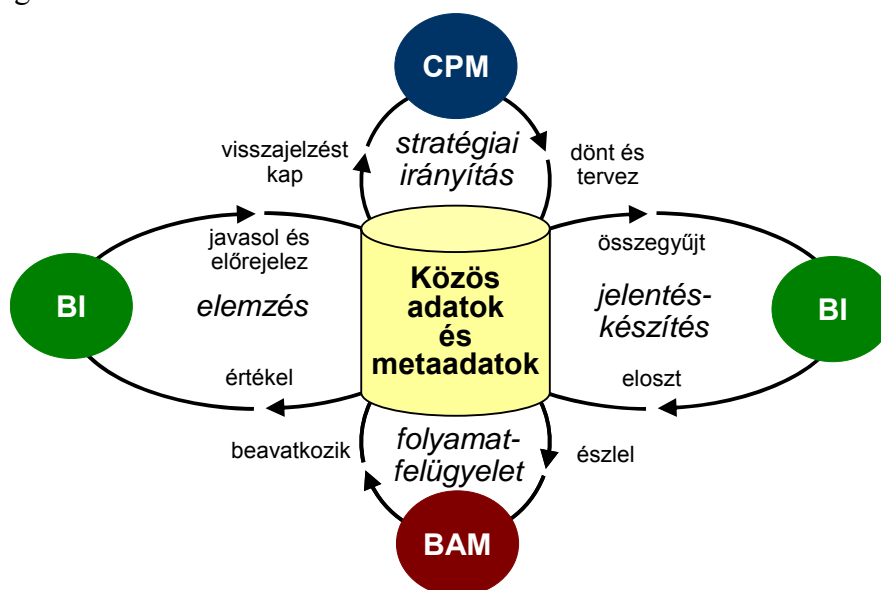 g
CPM
visszajelzést
kap
stratégiai
irányítás
dönt és
tervez
javasol és
előrejelez
összegyűjt
BI
elemzés
Közös
adatok
és
metaadatok
jelentés-
készítés
BI
értékel
eloszt
beavatkozik
folyamat-
felügyelet
észlel
BAM